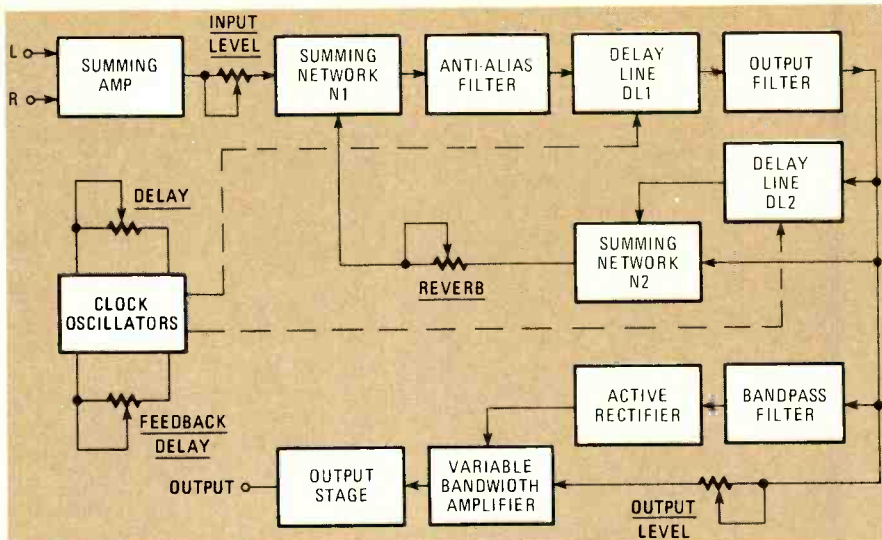 L
R
SUMMING
AMP
INPUT
LEVEL
SUMMING
NETWORK
N1
ANTI-ALIAS
FILTER
DELAY
LINE
DL1
OUTPUT
FILTER
DELAY
LINE
DL2
DELAY
SUMMING
NETWORK
N2
REVERB
CLOCK
OSCILLATORS
ACTIVE
RECTIFIER
BANDPASS
FILTER
FEEDBACK
DELAY
OUTPUT
OUTPUT
STAGE
VARIABLE
BANDWIDTH
AMPLIFIER
OUTPUT
LEVEL